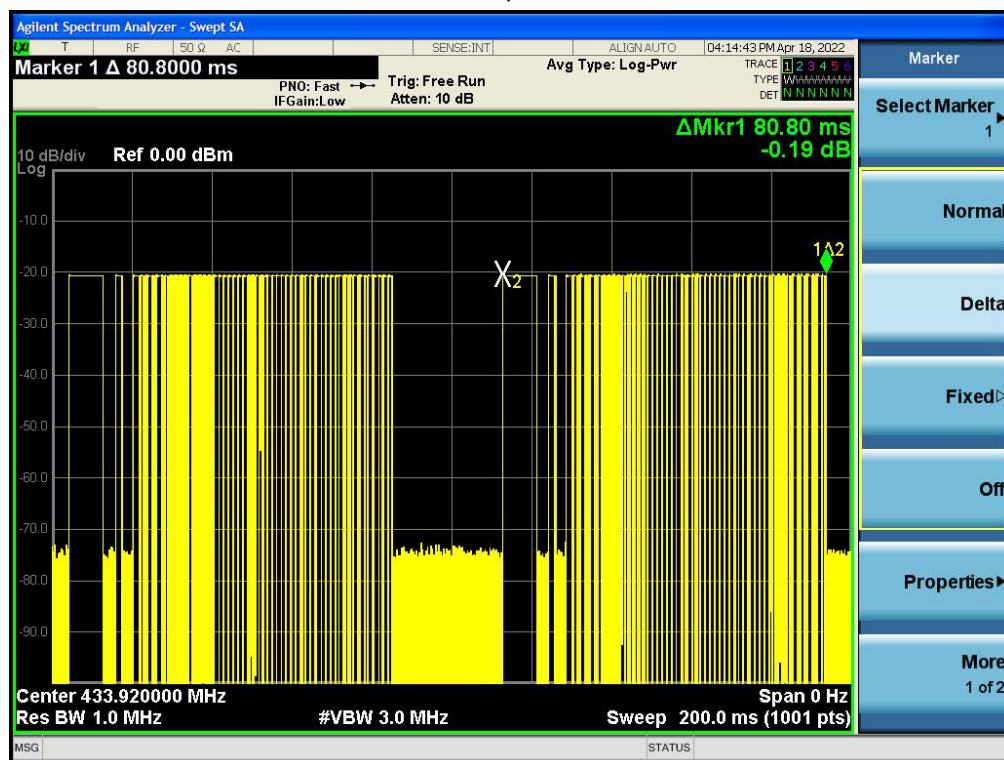 Agilent Spectrum Analyzer - Swept SA
LXI T RF 50 Ω AC SENSE:INT ALIGN AUTO 04:14:43 PM Apr 18, 2022
Marker 1 Δ 80.8000 ms
PNO: Fast
IFGain:Low
Trig: Free Run
Atten: 10 dB
Avg Type: Log-Pwr
TRACE 1 2 3 4 5 6
TYPE
DET N N N N N N
ΔMkr1 80.80 ms
-0.19 dB
10 dB/div Ref 0.00 dBm
Log
-10.0
-20.0
-30.0
-40.0
-50.0
-60.0
-70.0
-80.0
-90.0
1Δ2
X2
Center 433.920000 MHz Span 0 Hz
Res BW 1.0 MHz #VBW 3.0 MHz Sweep 200.0 ms (1001 pts)
MSG STATUS
Marker
Select Marker
1
Normal
Delta
Fixed
Off
Properties
More
1 of 2